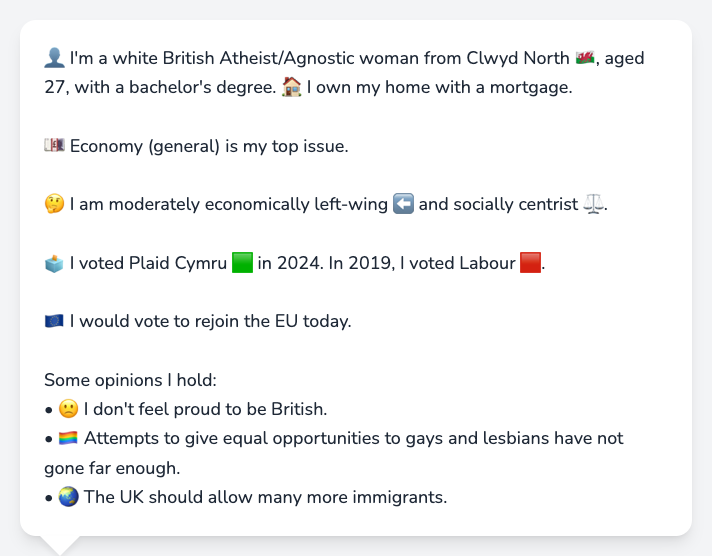 👤 I'm a white British Atheist/Agnostic woman from Clwyd North 🏴󠁧󠁢󠁷󠁬󠁳󠁿, aged
27, with a bachelor's degree. 🏠 I own my home with a mortgage.
💷 Economy (general) is my top issue.
🤔 I am moderately economically left-wing ⬅️ and socially centrist ⚖️.
🗳️ I voted Plaid Cymru 🟩 in 2024. In 2019, I voted Labour 🟥.
🇪🇺 I would vote to rejoin the EU today.
Some opinions I hold:
• 🙁 I don't feel proud to be British.
• 🏳️‍🌈 Attempts to give equal opportunities to gays and lesbians have not
gone far enough.
• 🌏 The UK should allow many more immigrants.